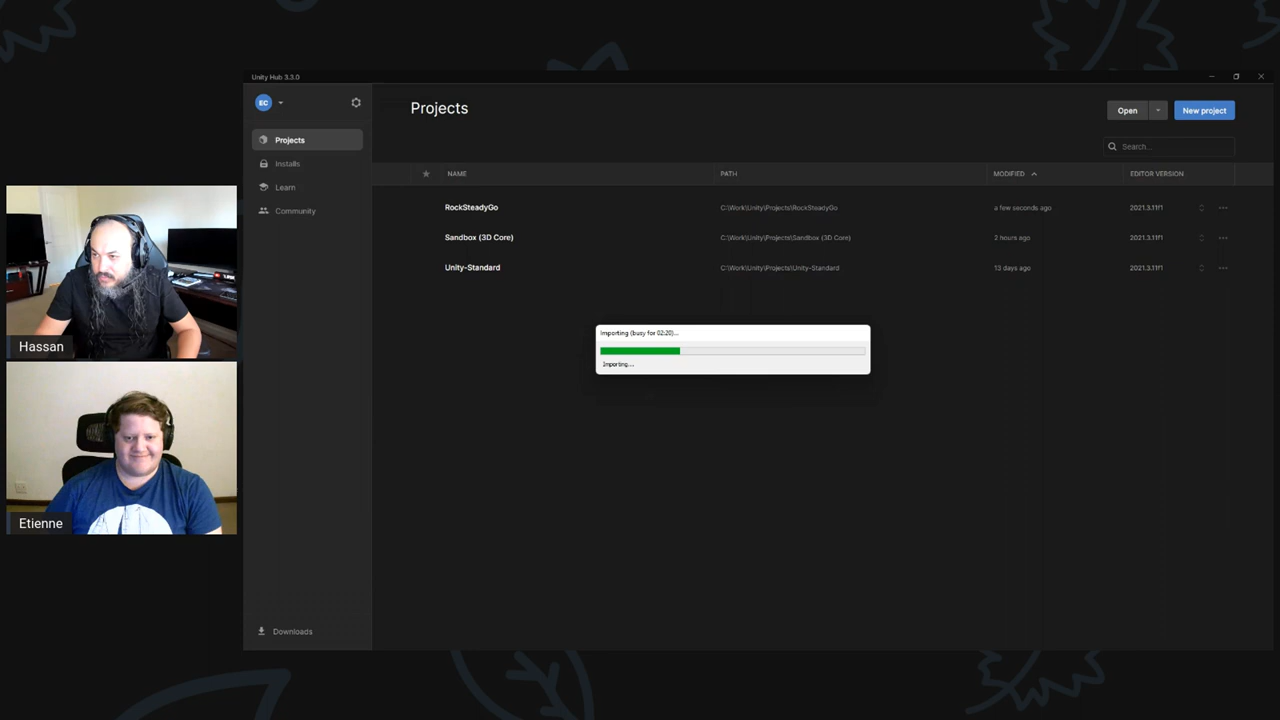 Unity Hub 3.3.0
EC
Projects
Installs
Learn
Community
Downloads
Projects
Open
New project
Search...
NAME
PATH
MODIFIED
EDITOR VERSION
RockSteadyGo
C:\Work\Unity\Projects\RockSteadyGo
a few seconds ago
2021.3.11f1
Sandbox (3D Core)
C:\Work\Unity\Projects\Sandbox (3D Core)
2 hours ago
2021.3.11f1
Unity-Standard
C:\Work\Unity\Projects\Unity-Standard
13 days ago
2021.3.11f1
Importing (busy for 02:20)...
Importing...
Hassan
Etienne